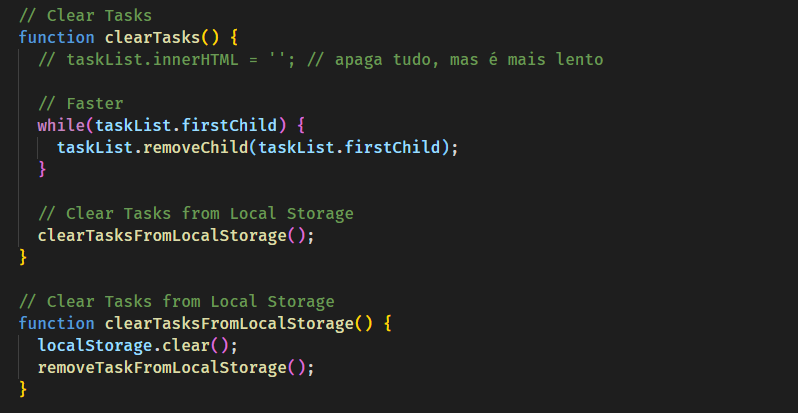 // Clear Tasks
function clearTasks() {
// taskList.innerHTML = ''; // apaga tudo, mas é mais lento
// Faster
while(taskList.firstChild) {
taskList.removeChild(taskList.firstChild);
}
// Clear Tasks from Local Storage
clearTasksFromLocalStorage();
}
// Clear Tasks from Local Storage
function clearTasksFromLocalStorage() {
localStorage.clear();
removeTaskFromLocalStorage();
}